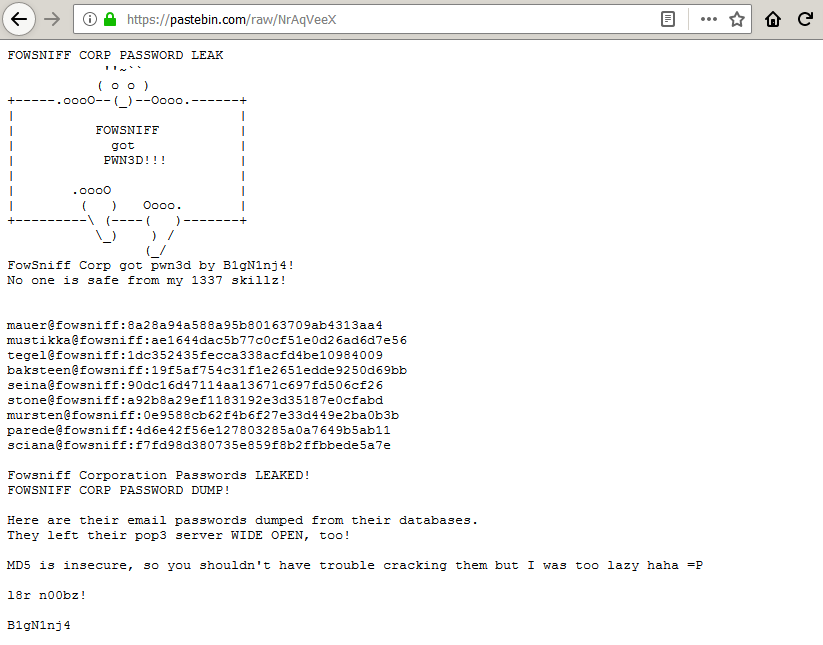 https://pastebin.com/raw/NrAqVeeX
FOWSNIFF CORP PASSWORD LEAK
            ''~``
           ( o o )
+-----.oooO--(_)--Oooo.------+
|                            |
|          FOWSNIFF          |
|            got             |
|           PWN3D!!!         |
|                            |
|       .oooO                |
|        (   )   Oooo.       |
+---------\ (----(   )-------+
           \_)    ) /
                 (_/
FowSniff Corp got pwn3d by B1gN1nj4!
No one is safe from my 1337 skillz!
mauer@fowsniff:8a28a94a588a95b80163709ab4313aa4
mustikka@fowsniff:ae1644dac5b77c0cf51e0d26ad6d7e56
tegel@fowsniff:1dc352435fecca338acfd4be10984009
baksteen@fowsniff:19f5af754c31f1e2651edde9250d69bb
seina@fowsniff:90dc16d47114aa13671c697fd506cf26
stone@fowsniff:a92b8a29ef1183192e3d35187e0cfabd
mursten@fowsniff:0e9588cb62f4b6f27e33d449e2ba0b3b
parede@fowsniff:4d6e42f56e127803285a0a7649b5ab11
sciana@fowsniff:f7fd98d380735e859f8b2ffbbede5a7e
Fowsniff Corporation Passwords LEAKED!
FOWSNIFF CORP PASSWORD DUMP!
Here are their email passwords dumped from their databases.
They left their pop3 server WIDE OPEN, too!
MD5 is insecure, so you shouldn't have trouble cracking them but I was too lazy haha =P
l8r n00bz!
B1gN1nj4